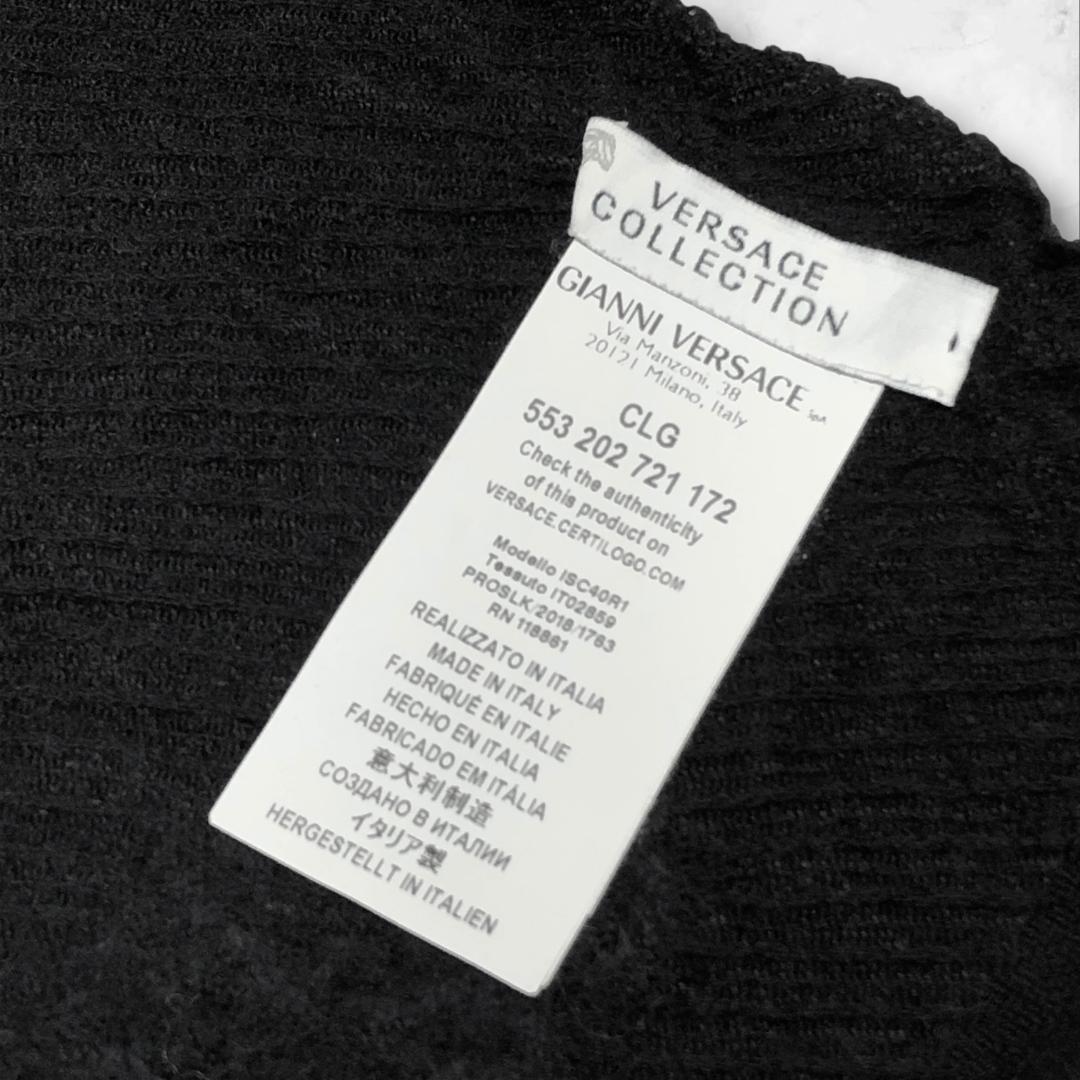 VERSACE
COLLECTION
GIANNI VERSACE SpA
Via Manzoni, 38
20121 Milano, Italy
CLG
553 202 721 172
Check the authenticity
of this product on
VERSACE.CERTILOGO.COM
Modello ISC40R1
Tessuto IT02859
PROSLK/2018/1763
RN 118861
REALIZZATO IN ITALIA
MADE IN ITALY
FABRIQUÉ EN ITALIE
HECHO EN ITALIA
FABRICADO EM ITÁLIA
意大利制造
СОЗДАНО В ИТАЛИИ
イタリア製
HERGESTELLT IN ITALIEN